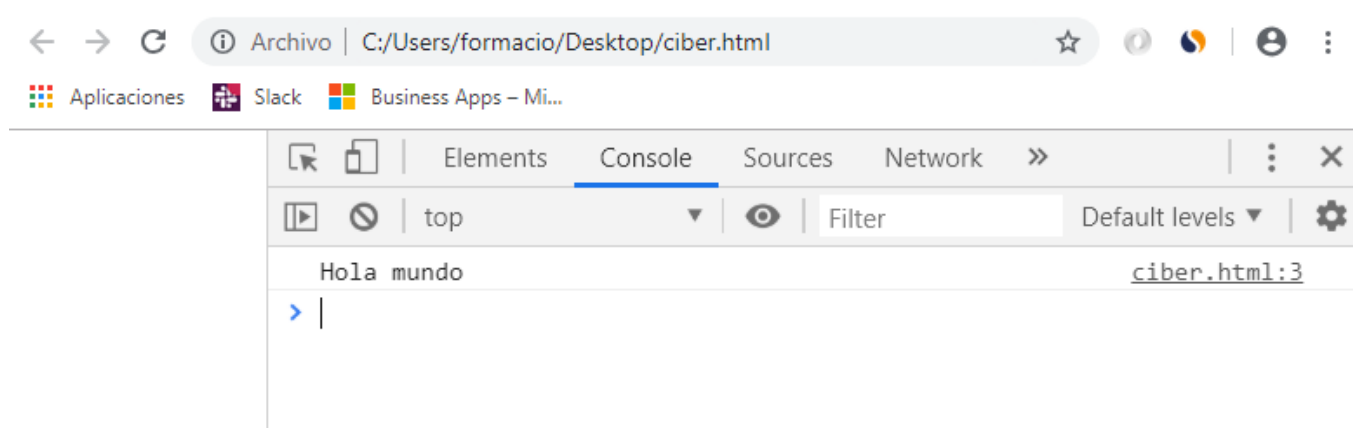 Archivo | C:/Users/formacio/Desktop/ciber.html
Aplicaciones Slack Business Apps – Mi...
Elements Console Sources Network »
top Filter Default levels
Hola mundo ciber.html:3